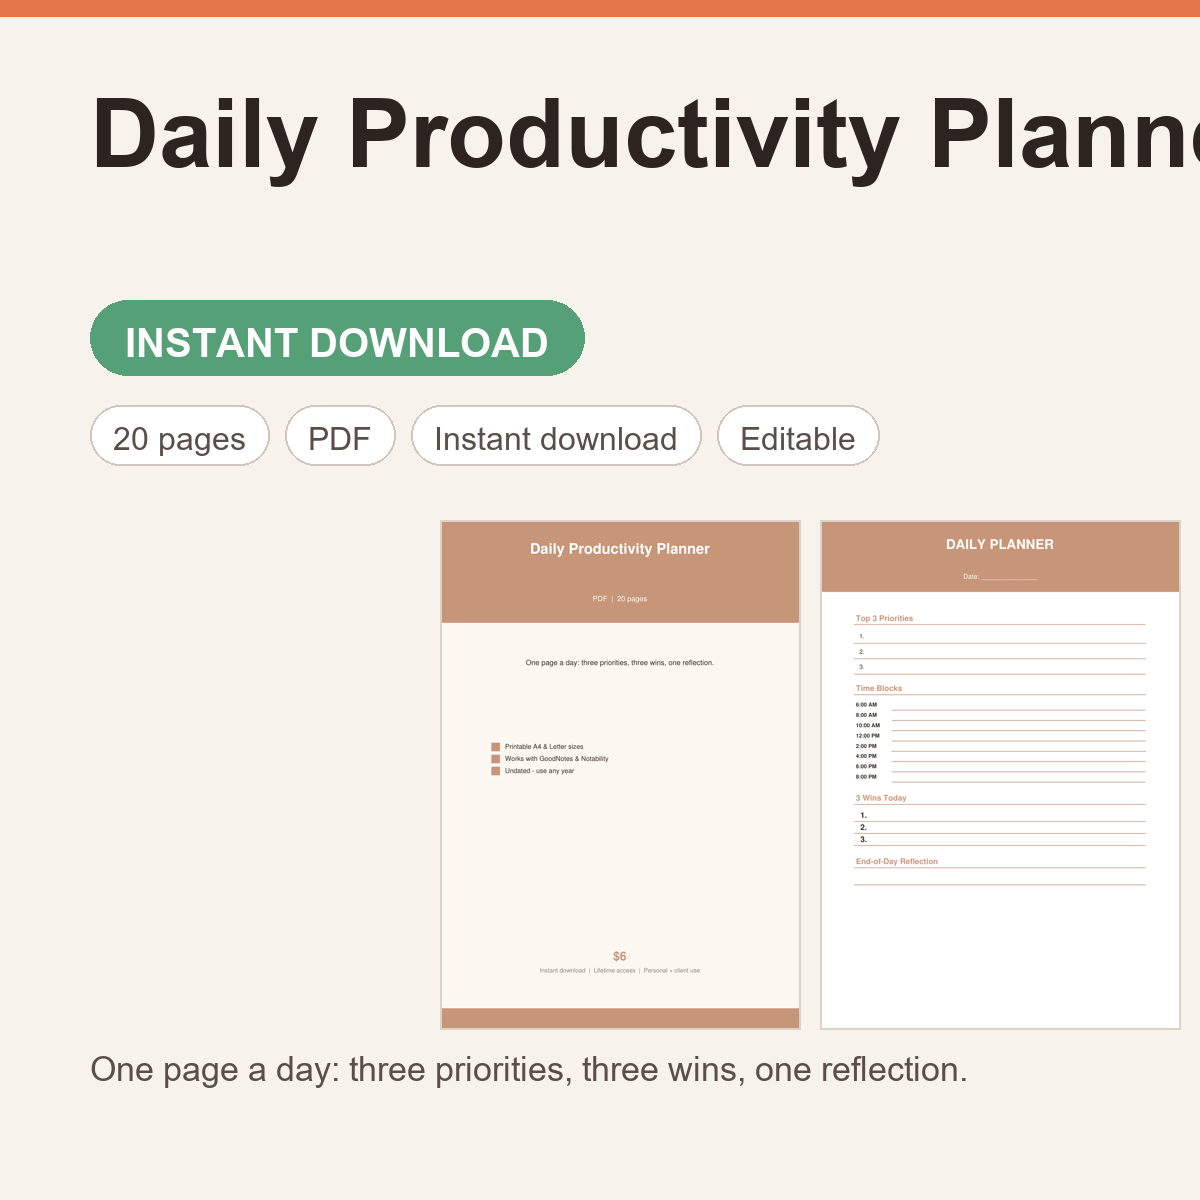 Daily Productivity Planne
INSTANT DOWNLOAD
20 pages
PDF
Instant download
Editable
Daily Productivity Planner
PDF | 20 pages
One page a day: three priorities, three wins, one reflection.
Printable A4 & Letter sizes
Works with GoodNotes & Notability
Undated - use any year
$6
Instant download | Lifetime access | Personal + client use
DAILY PLANNER
Date: _______________
Top 3 Priorities
1.
2.
3.
Time Blocks
6:00 AM
8:00 AM
10:00 AM
12:00 PM
2:00 PM
4:00 PM
6:00 PM
8:00 PM
3 Wins Today
1.
2.
3.
End-of-Day Reflection
One page a day: three priorities, three wins, one reflection.